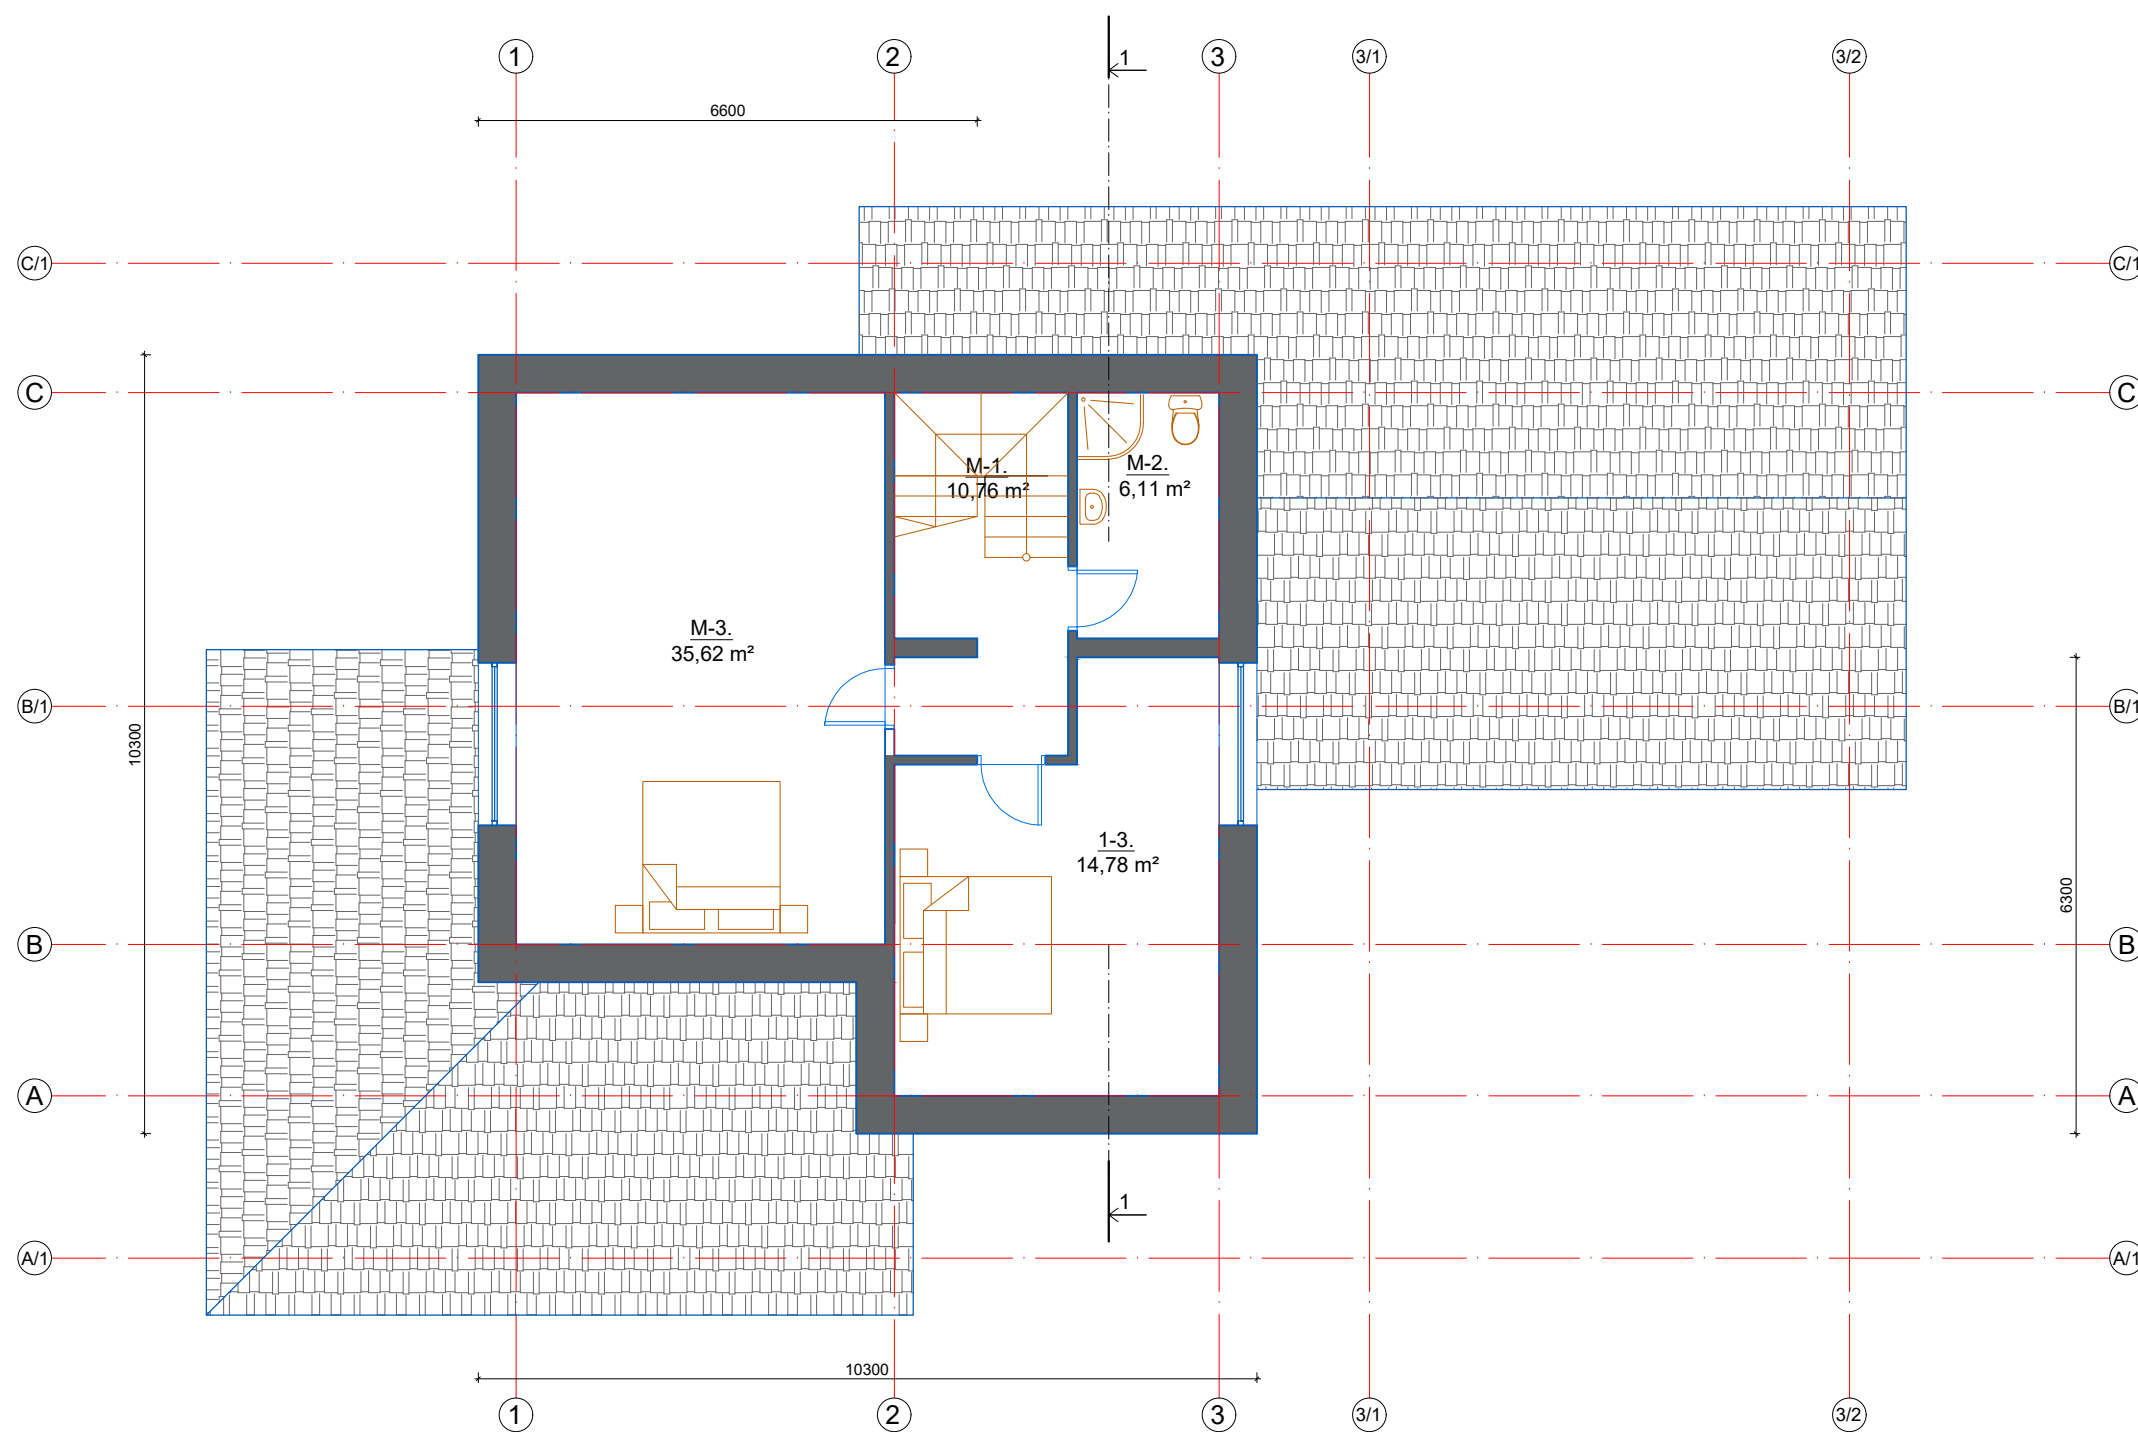 1
2
3
3/1
3/2
1
6600
C/1
C/1
C
C
M-1.
10,76 m²
M-2.
6,11 m²
M-3.
35,62 m²
B/1
B/1
10300
1-3.
14,78 m²
6300
B
B
A
A
1
A/1
A/1
10300
1
2
3
3/1
3/2